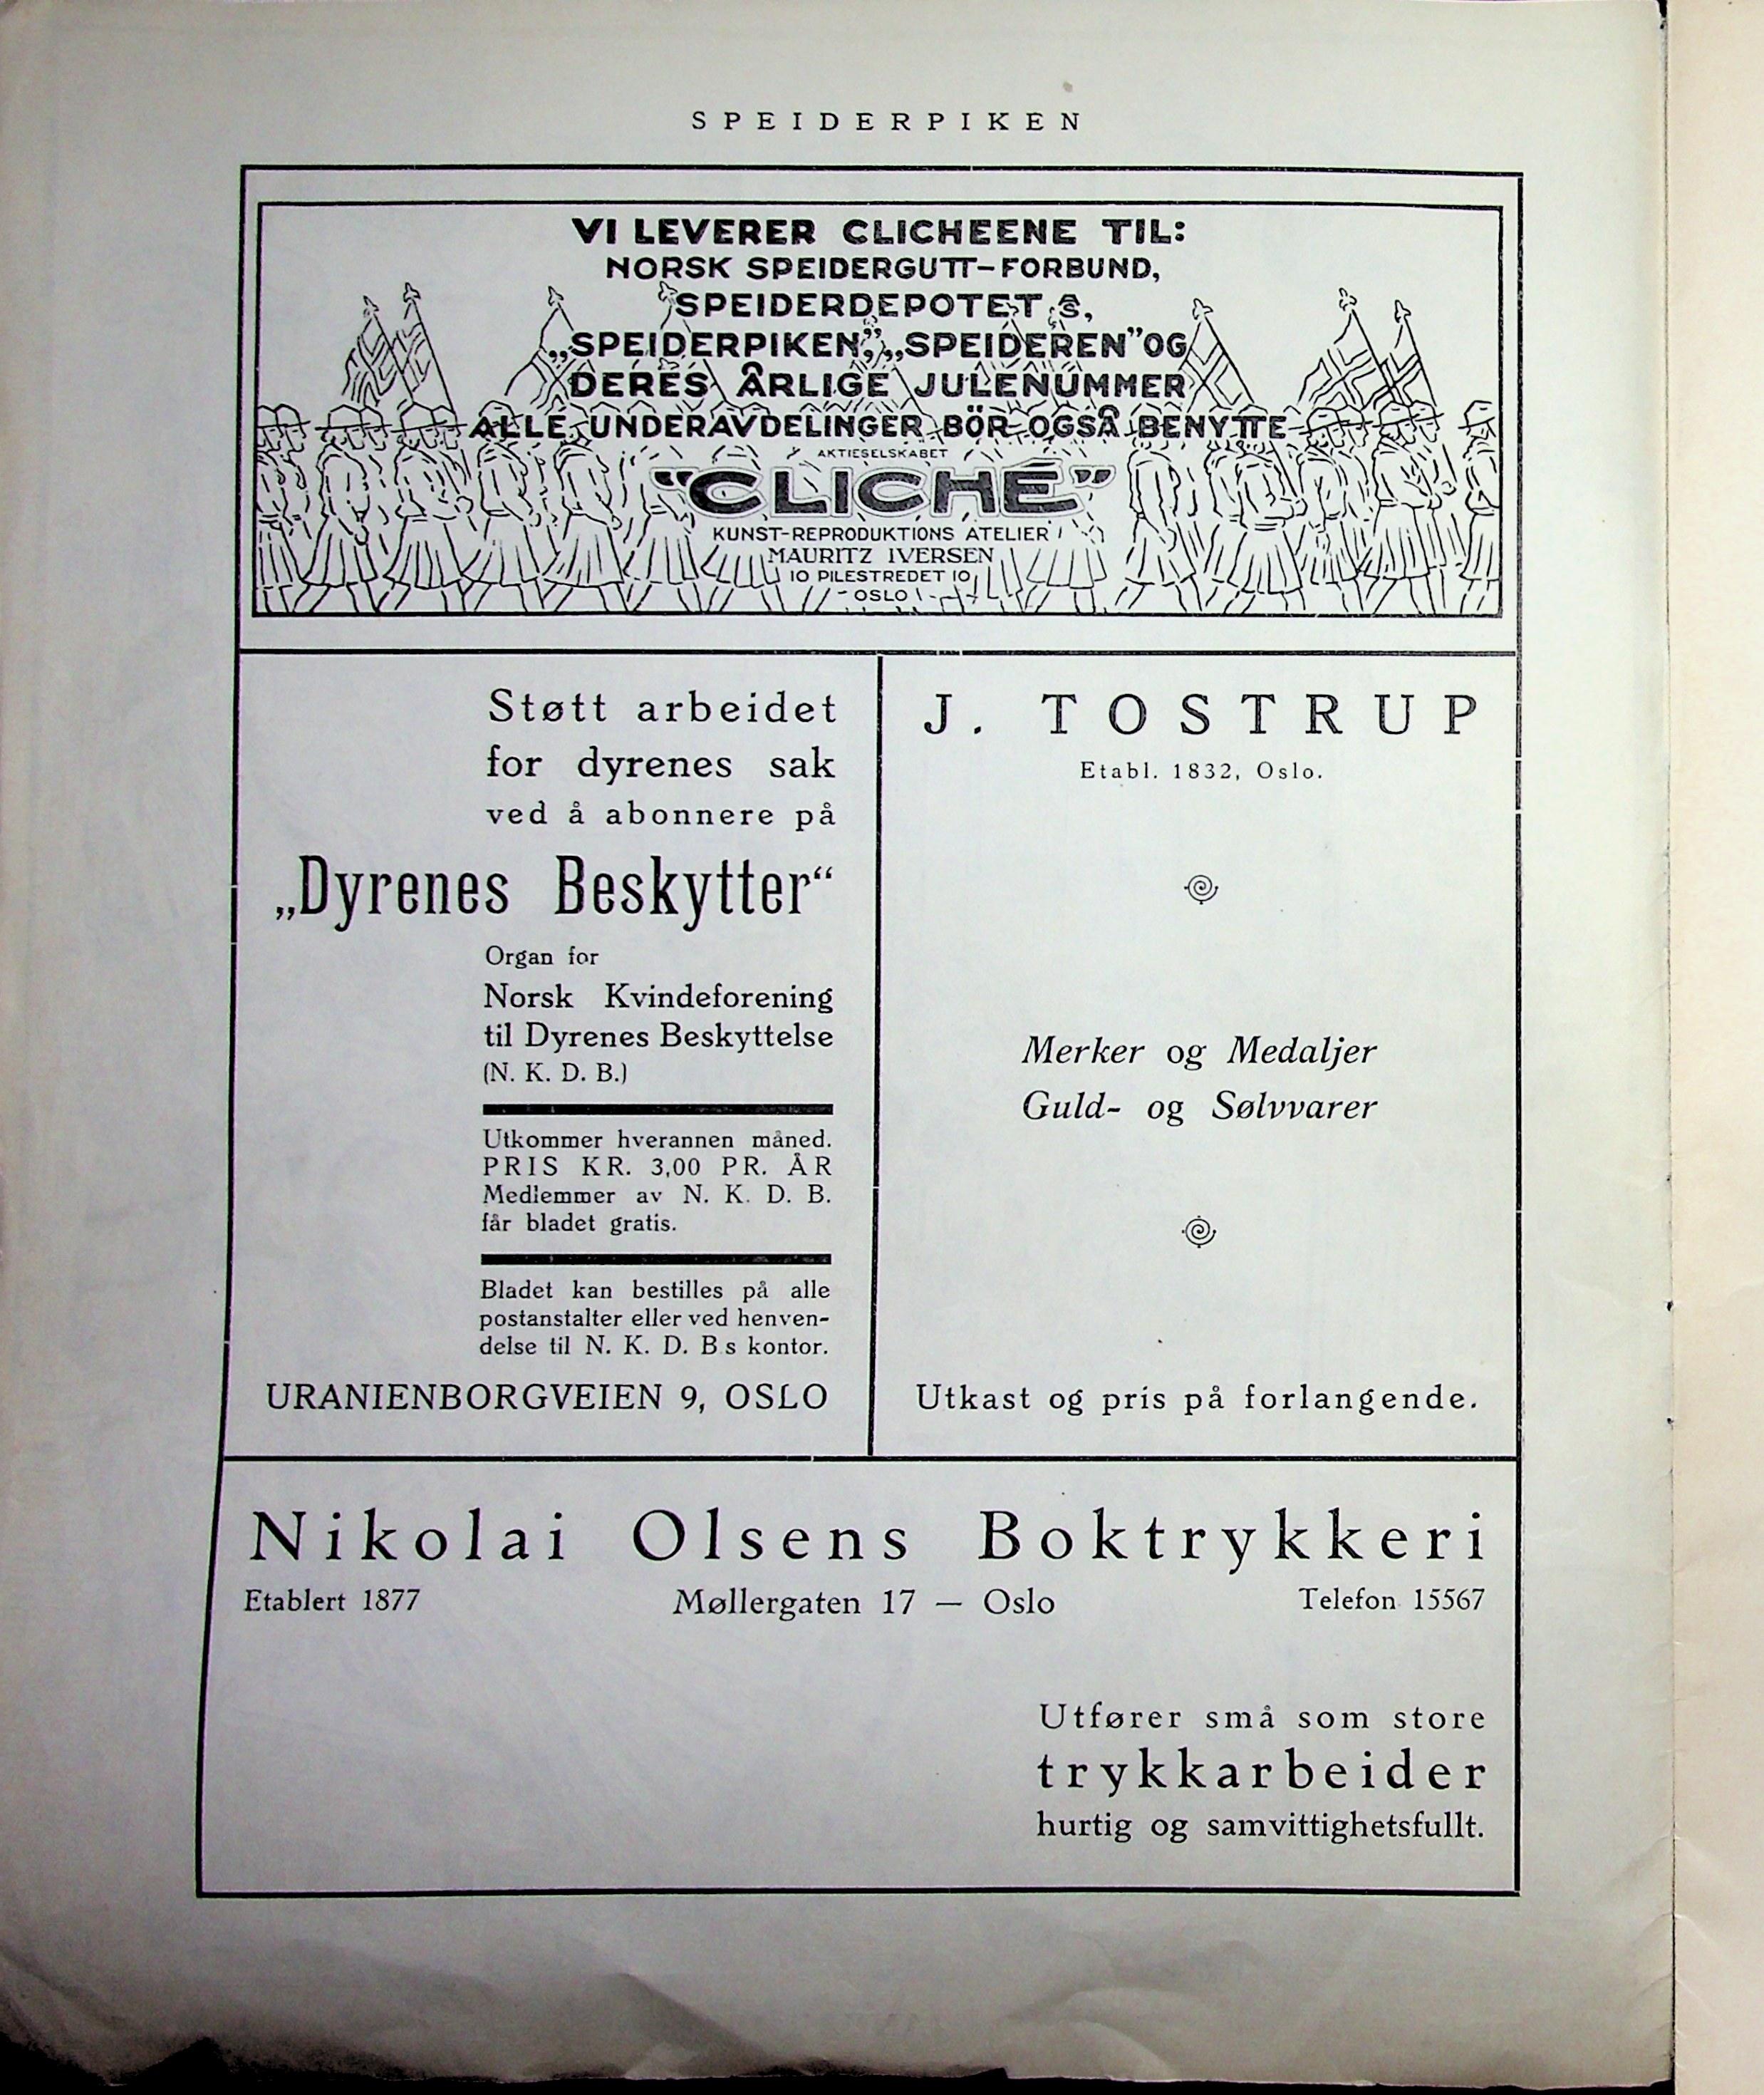 SPEIDERPIKEN
VI LEVERER CLICHEENE TIL:
NORSK SPEIDERGUTT-FORBUND,
SPEIDERDEPOTET
„SPEIDERPIKEN”, „SPEIDEREN” OG
DERES ÅRLIGE JULENUMMER
ALLE UNDERAVDELINGER BÖR OGSÅ BENYTTE
AKTIESELSKABET
"CLICHÉ"
KUNST-REPRODUKTIONS ATELIER
MAURITZ IVERSEN
10 PILESTREDET 10
OSLO
Støtt arbeidet
for dyrenes sak
ved å abonnere på
„Dyrenes Beskytter“
Organ for
Norsk Kvindeforening
til Dyrenes Beskyttelse
(N. K. D. B.)
Utkommer hverannen måned.
PRIS KR. 3,00 PR. ÅR
Medlemmer av N. K. D. B.
får bladet gratis.
Bladet kan bestilles på alle
postanstalter eller ved henven-
delse til N. K. D. B s kontor.
URANIENBORGVEIEN 9, OSLO
J. TOSTRUP
Etabl. 1832, Oslo.
Merker og Medaljer
Guld- og Sølvvarer
Utkast og pris på forlangende.
Nikolai Olsens Boktrykkeri
Etablert 1877 Møllergaten 17 — Oslo Telefon 15567
Utfører små som store
trykkarbeider
hurtig og samvittighetsfullt.